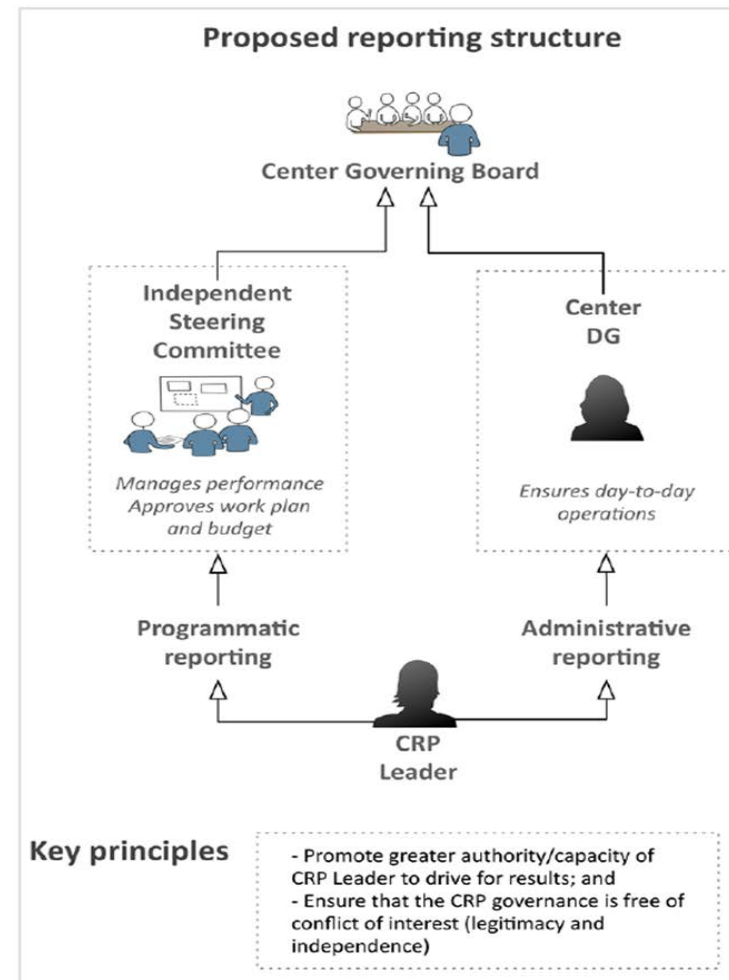 Proposed reporting structure
Center Governing Board
Independent
Steering
Committee
Manages performance
Approves work plan
and budget
Center
DG
Ensures day-to-day
operations
Programmatic
reporting
Administrative
reporting
CRP
Leader
Key principles
- Promote greater authority/capacity of
CRP Leader to drive for results; and
- Ensure that the CRP governance is free of
conflict of interest (legitimacy and
independence)